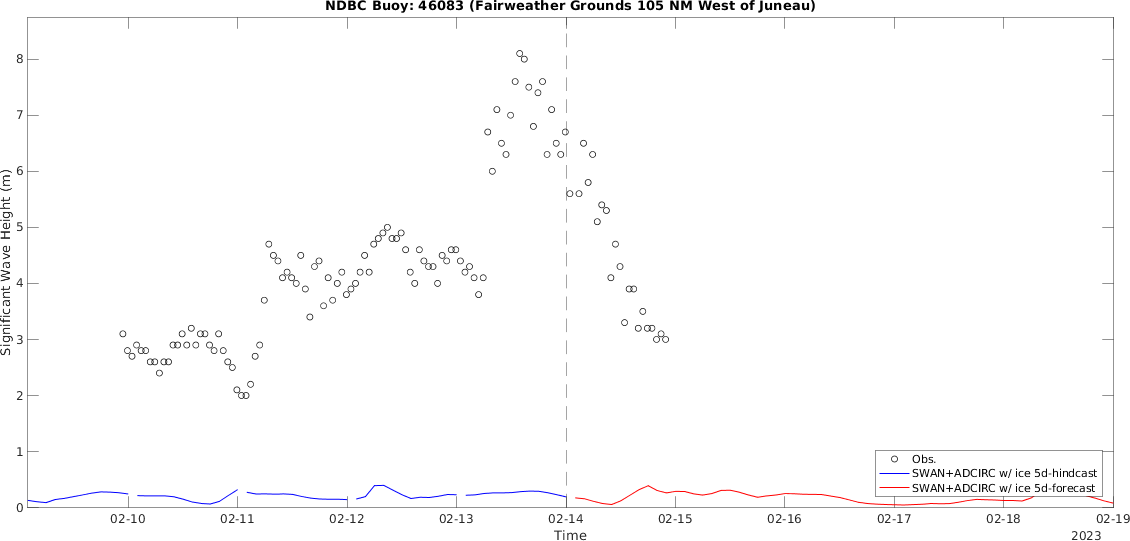 NDBC Buoy: 46083 (Fairweather Grounds 105 NM West of Juneau)
Significant Wave Height (m)
8
7
6
5
4
3
2
1
0
Obs.
SWAN+ADCIRC w/ ice 5d-hindcast
SWAN+ADCIRC w/ ice 5d-forecast
02-10 02-11 02-12 02-13 02-14 02-15 02-16 02-17 02-18 02-19
Time
2023